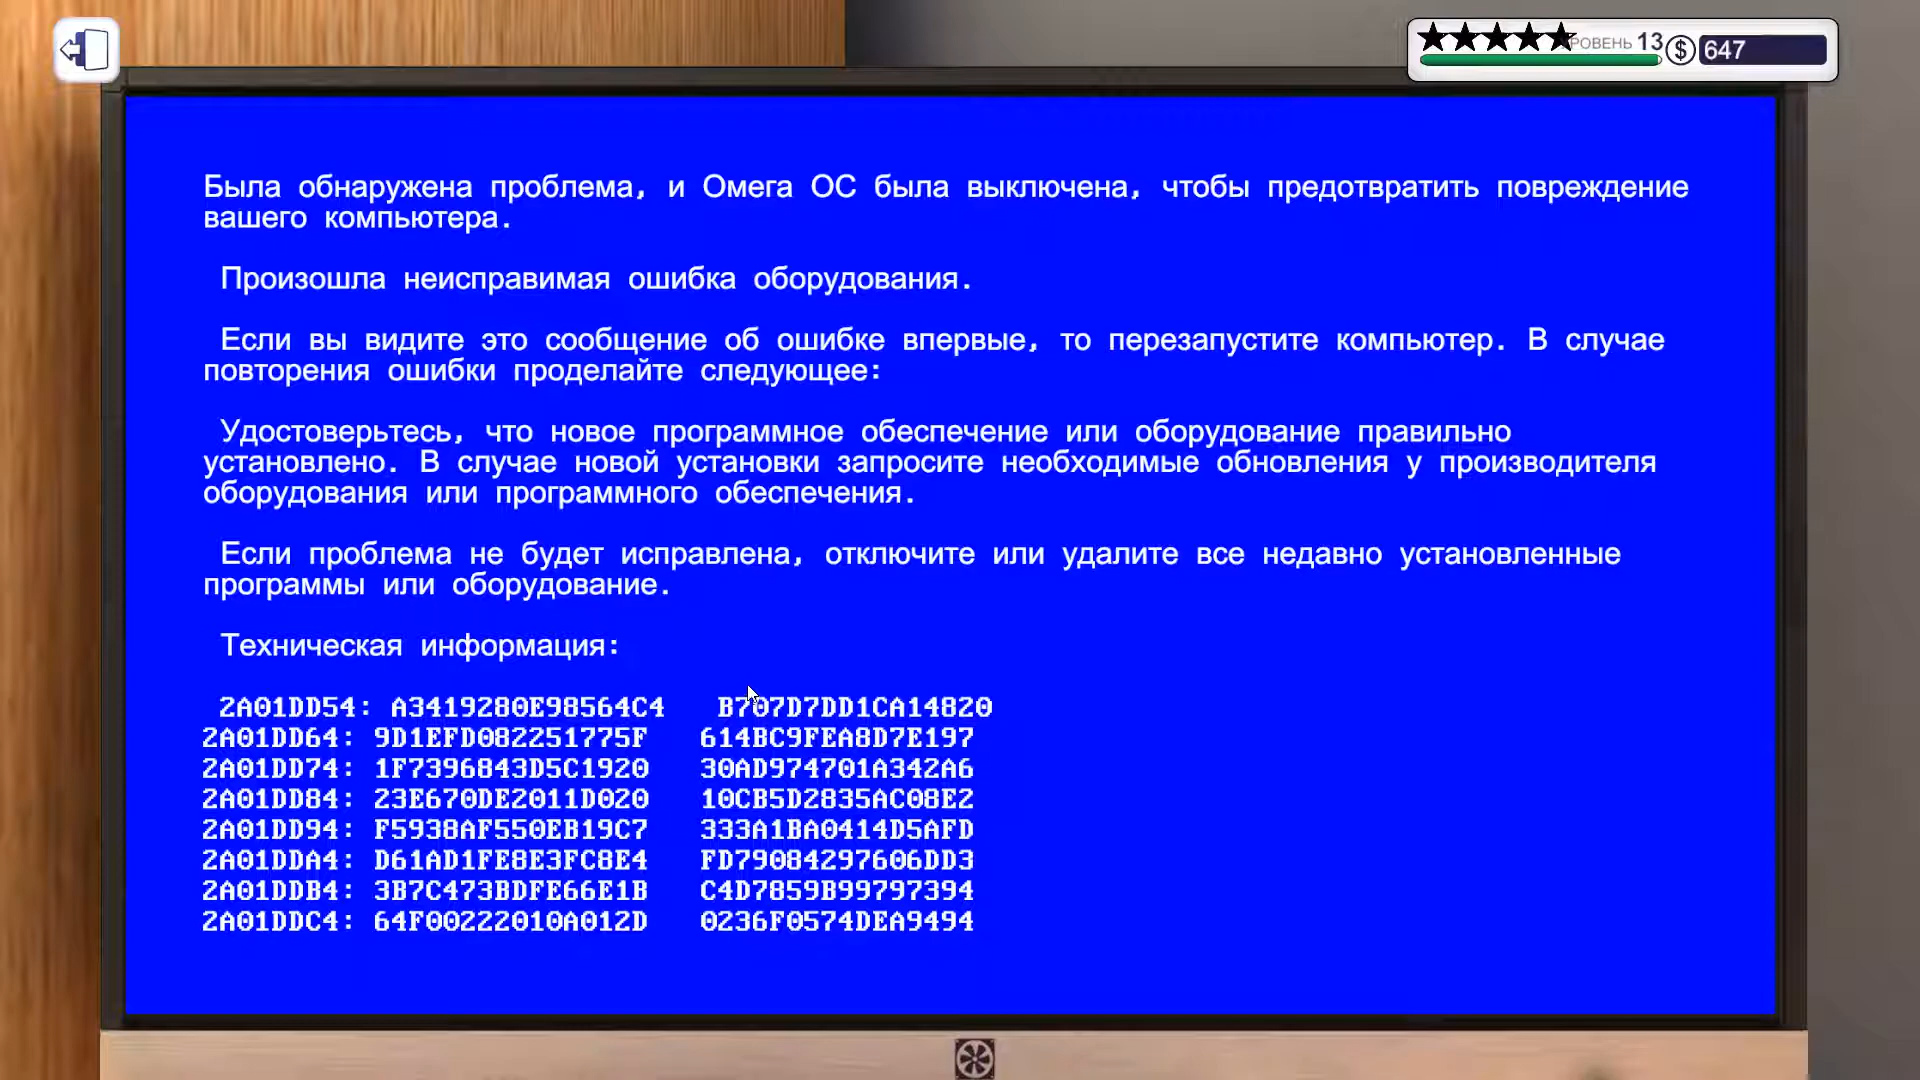 РОВЕНЬ 13
$ 647
Была обнаружена проблема, и Омега ОС была выключена, чтобы предотвратить повреждение
вашего компьютера.
Произошла неисправимая ошибка оборудования.
Если вы видите это сообщение об ошибке впервые, то перезапустите компьютер. В случае
повторения ошибки проделайте следующее:
Удостоверьтесь, что новое программное обеспечение или оборудование правильно
установлено. В случае новой установки запросите необходимые обновления у производителя
оборудования или программного обеспечения.
Если проблема не будет исправлена, отключите или удалите все недавно установленные
программы или оборудование.
Техническая информация:
2A01DD54: A3419280E98564C4 B707D7DD1CA14820
2A01DD64: 9D1EFD082251775F 614BC9FEA8D7E197
2A01DD74: 1F7396843D5C1920 30AD974701A342A6
2A01DD84: 23E670DE2011D020 10CB5D2835AC08E2
2A01DD94: F5938AF550EB19C7 333A1BA0414D5AFD
2A01DDA4: D61AD1FE8E3FC8E4 FD79084297606DD3
2A01DDB4: 3B7C473BDFE66E1B C4D7859B99797394
2A01DDC4: 64F00222010A012D 0236F0574DEA9494